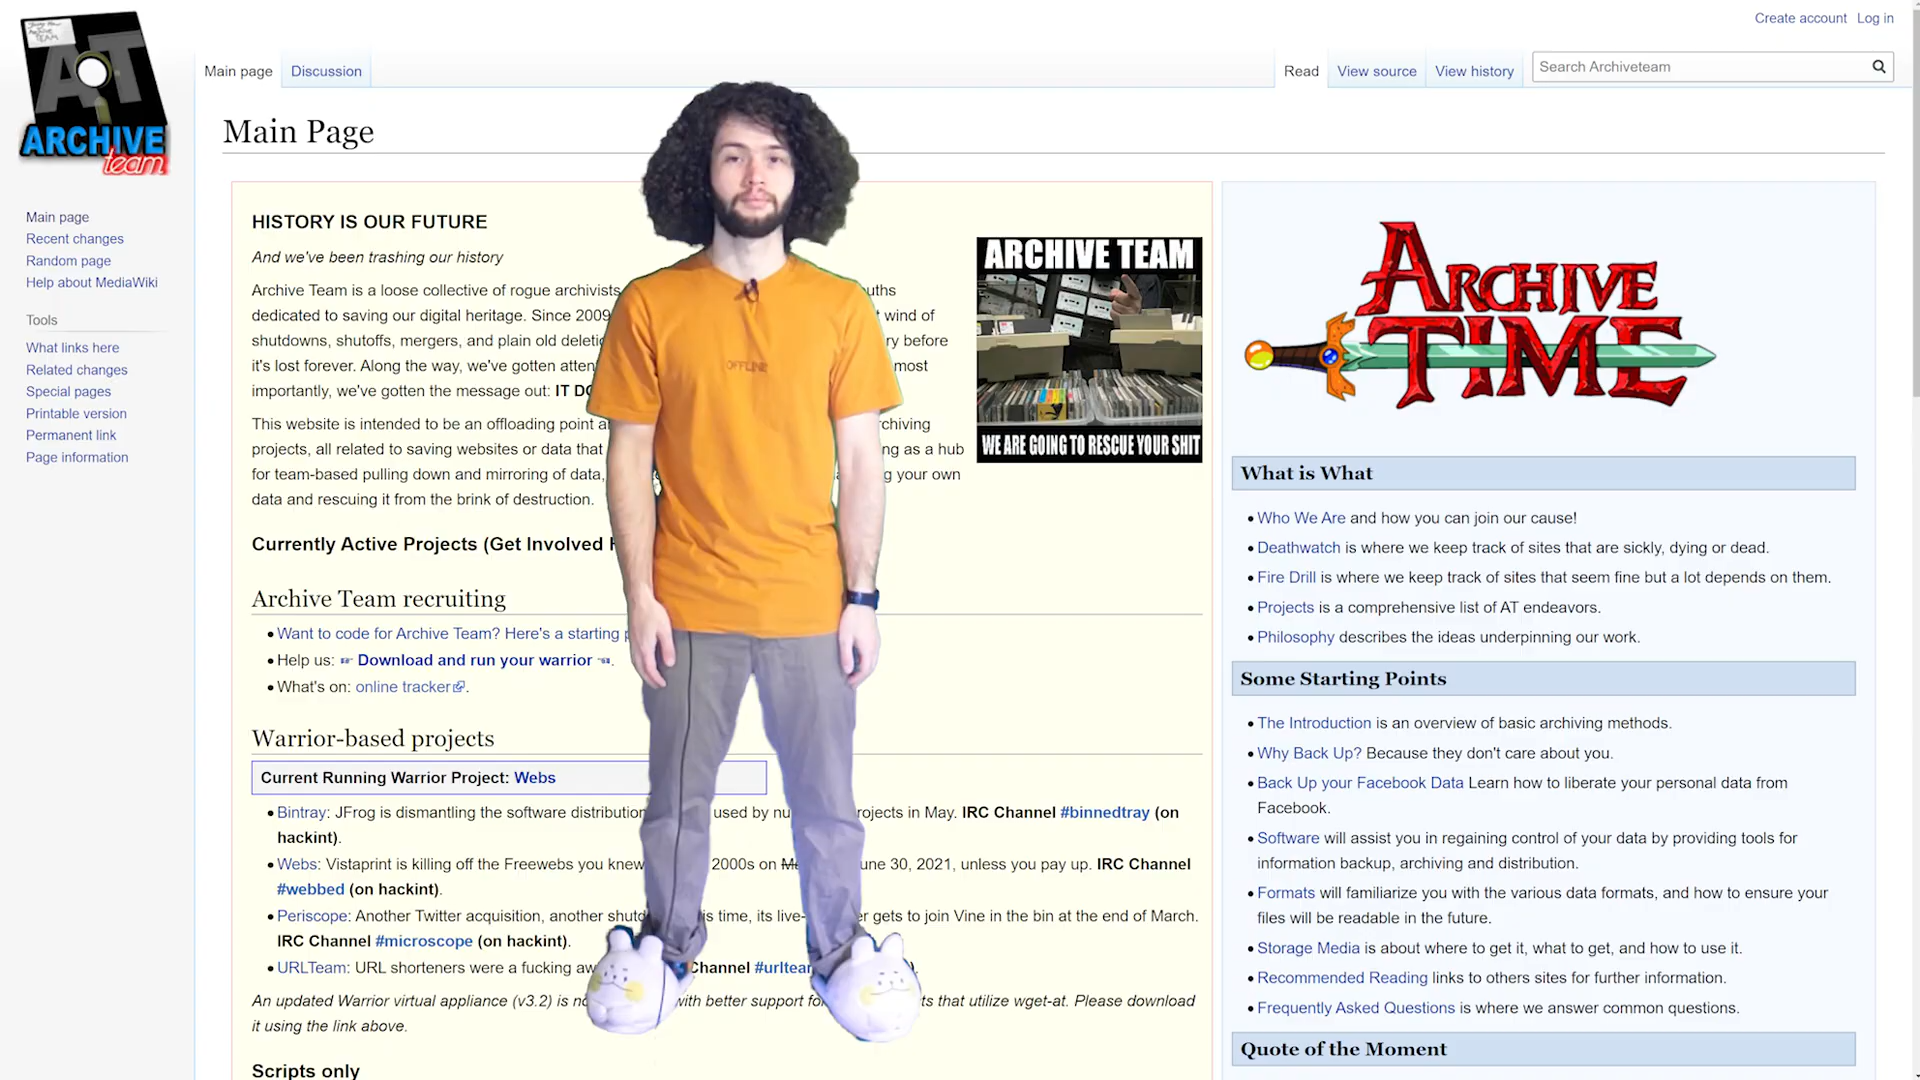 Create account Log in
Main page Discussion
Read View source View history Search Archiveteam
ARCHIVE
team
Main page
Recent changes
Random page
Help about MediaWiki
Tools
What links here
Related changes
Special pages
Printable version
Permanent link
Page information
Main Page
HISTORY IS OUR FUTURE
And we've been trashing our history
Archive Team is a loose collective of rogue archivists
dedicated to saving our digital heritage. Since 2009 wind of
shutdowns, shutoffs, mergers, and plain old before
it's lost forever. Along the way, we've gotten most
importantly, we've gotten the message out: IT
This website is intended to be an offloading point
projects, all related to saving websites or data that as a hub
for team-based pulling down and mirroring of data, your own
data and rescuing it from the brink of destruction.
OFFLINE
ARCHIVE TEAM
WE ARE GOING TO RESCUE YOUR SHIT
Currently Active Projects (Get Involved
Archive Team recruiting
• Want to code for Archive Team? Here's a starting
• Help us: ☞ Download and run your warrior ☜.
• What's on: online tracker.
Warrior-based projects
Current Running Warrior Project: Webs
• Bintray: JFrog is dismantling the software distribution used by in May. IRC Channel #binnedtray (on
hackint).
• Webs: Vistaprint is killing off the Freewebs you knew 2000s on 30, 2021, unless you pay up. IRC Channel
#webbed (on hackint).
• Periscope: Another Twitter acquisition, another time, its gets to join Vine in the bin at the end of March.
IRC Channel #microscope (on hackint).
• URLTeam: URL shorteners were a fucking Channel
An updated Warrior virtual appliance (v3.2) is with better support that utilize wget-at. Please download
it using the link above.
Scripts only
ARCHIVE
TIME
What is What
• Who We Are and how you can join our cause!
• Deathwatch is where we keep track of sites that are sickly, dying or dead.
• Fire Drill is where we keep track of sites that seem fine but a lot depends on them.
• Projects is a comprehensive list of AT endeavors.
• Philosophy describes the ideas underpinning our work.
Some Starting Points
• The Introduction is an overview of basic archiving methods.
• Why Back Up? Because they don't care about you.
• Back Up your Facebook Data Learn how to liberate your personal data from
Facebook.
• Software will assist you in regaining control of your data by providing tools for
information backup, archiving and distribution.
• Formats will familiarize you with the various data formats, and how to ensure your
files will be readable in the future.
• Storage Media is about where to get it, what to get, and how to use it.
• Recommended Reading links to others sites for further information.
• Frequently Asked Questions is where we answer common questions.
Quote of the Moment